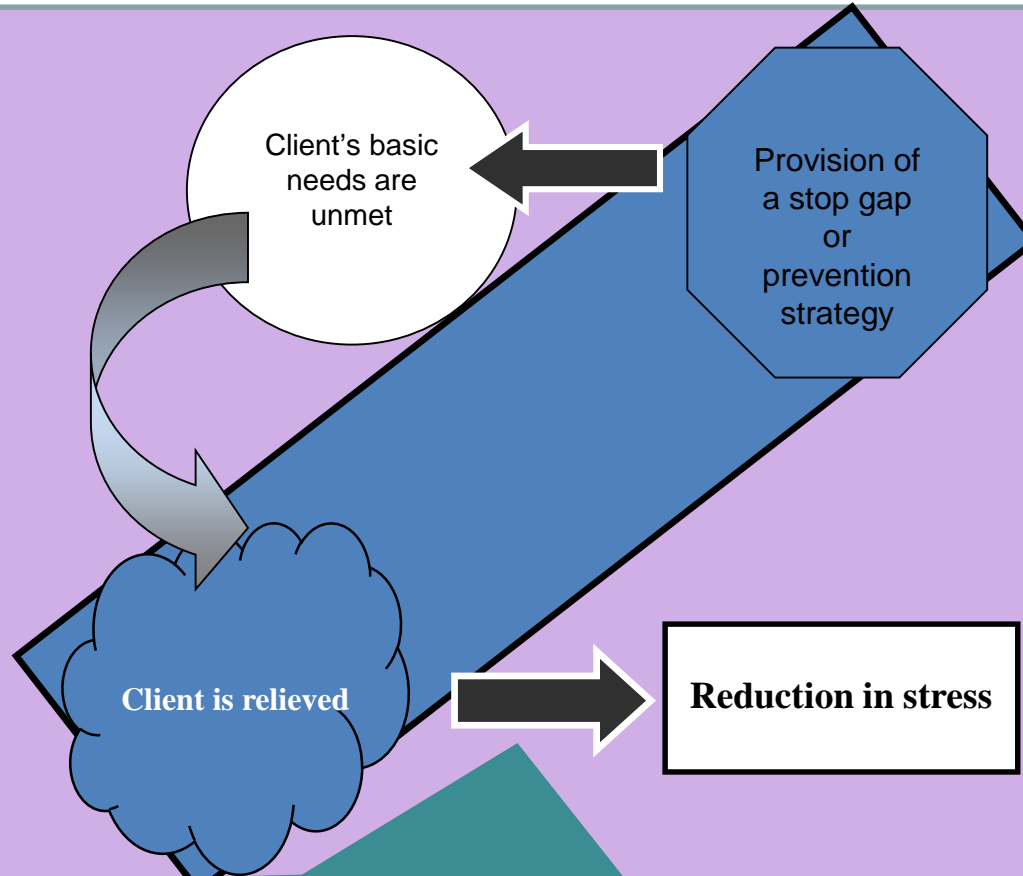 Client’s basic
needs are
unmet
Provision of
a stop gap
or
prevention
strategy
Client is relieved
Reduction in stress